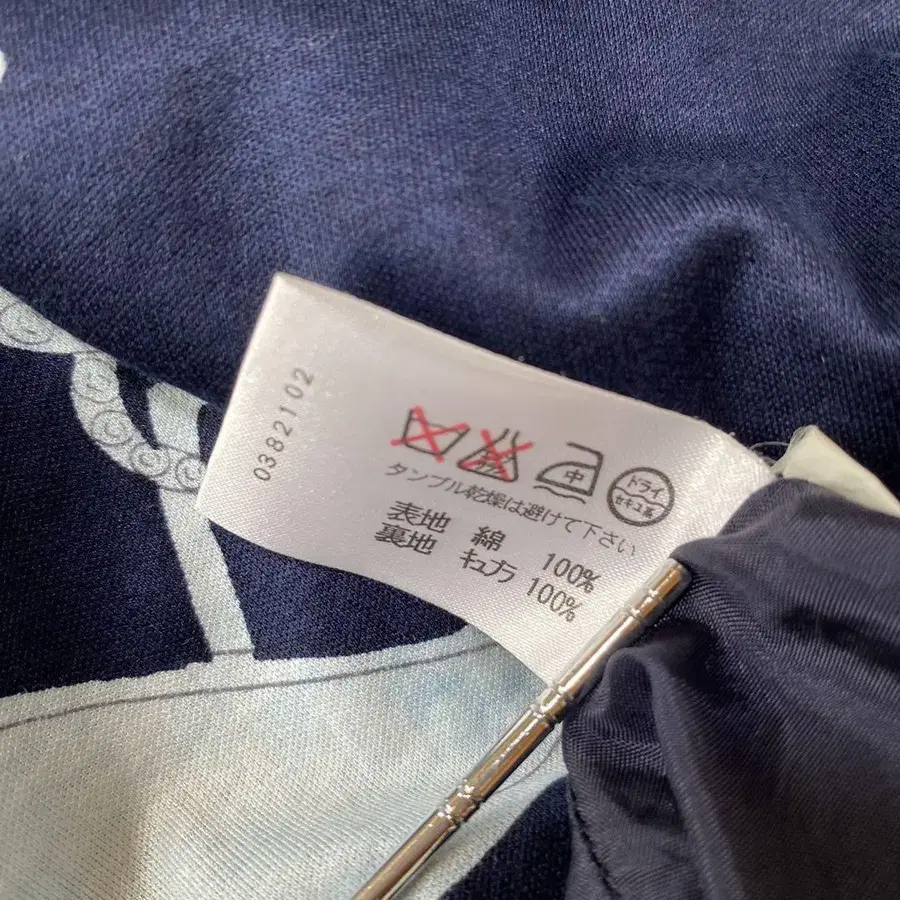 0382102
中
ドライ
セキユ系
タンブル乾燥は避けて下さい
表地 綿 100%
裏地 キュプラ 100%